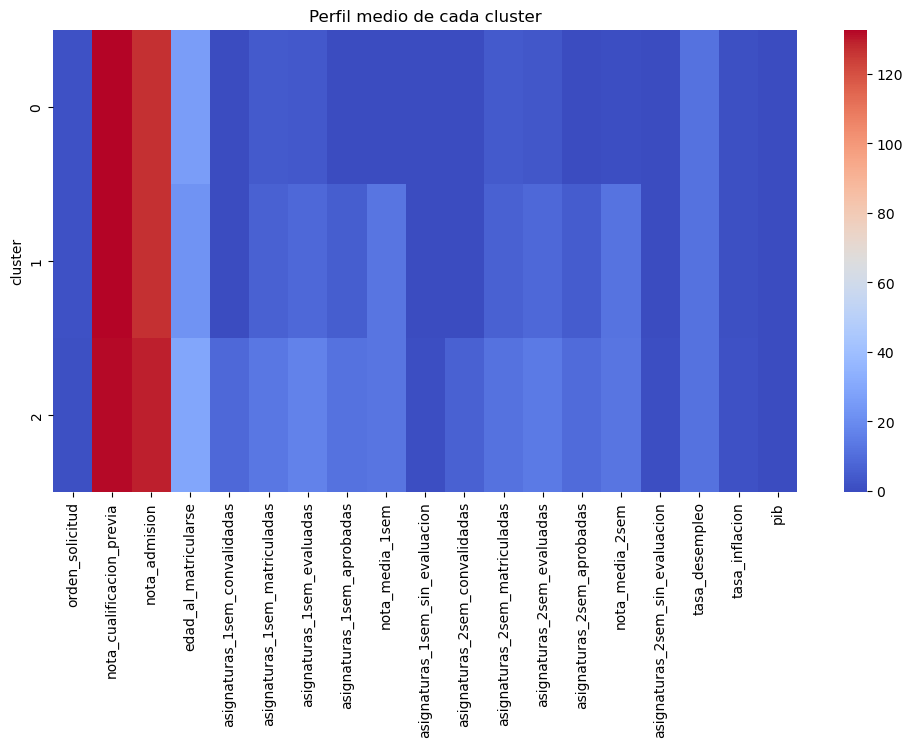 Perfil medio de cada cluster
cluster
0
1
2
orden_solicitud
nota_cualificacion_previa
nota_admision
edad_al_matricularse
asignaturas_1sem_convalidadas
asignaturas_1sem_matriculadas
asignaturas_1sem_evaluadas
asignaturas_1sem_aprobadas
nota_media_1sem
asignaturas_1sem_sin_evaluacion
asignaturas_2sem_convalidadas
asignaturas_2sem_matriculadas
asignaturas_2sem_evaluadas
asignaturas_2sem_aprobadas
nota_media_2sem
asignaturas_2sem_sin_evaluacion
tasa_desempleo
tasa_inflacion
pib
120
100
80
60
40
20
0